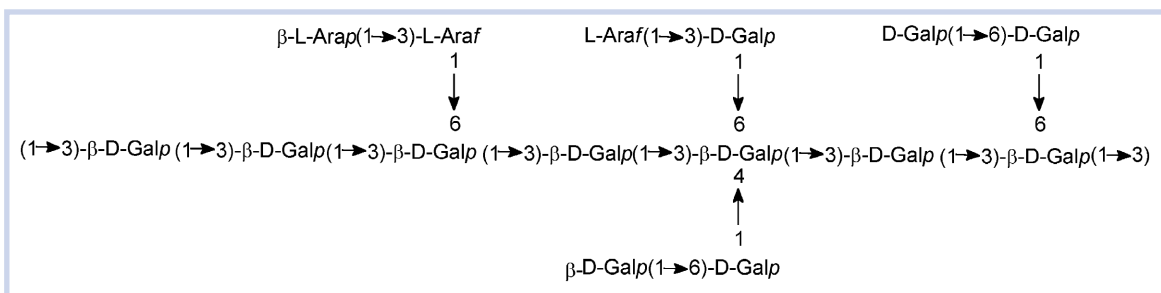 β-L-Arap(1→3)-L-Araf L-Araf(1→3)-D-Galp D-Galp(1→6)-D-Galp
1 1 1
6 6 6
(1→3)-β-D-Galp (1→3)-β-D-Galp(1→3)-β-D-Galp (1→3)-β-D-Galp(1→3)-β-D-Galp(1→3)-β-D-Galp (1→3)-β-D-Galp(1→3)
4
1
β-D-Galp(1→6)-D-Galp